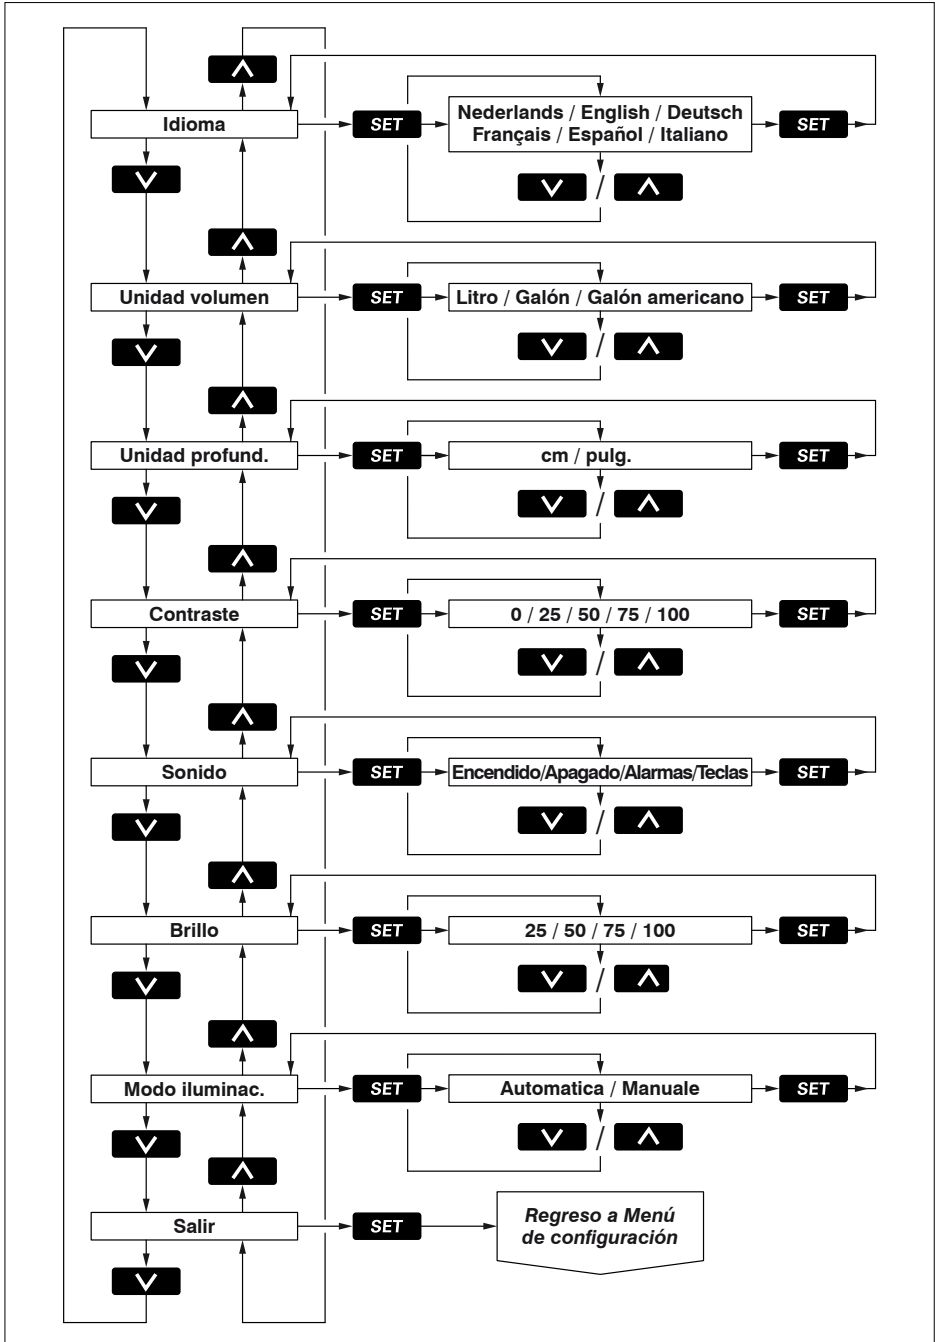 Idioma
SET
Nederlands / English / Deutsch
Français / Español / Italiano
SET
/
Unidad volumen
SET
Litro / Galón / Galón americano
SET
/
Unidad profund.
SET
cm / pulg.
SET
/
Contraste
SET
0 / 25 / 50 / 75 / 100
SET
/
Sonido
SET
Encendido/Apagado/Alarmas/Teclas
SET
/
Brillo
SET
25 / 50 / 75 / 100
SET
/
Modo iluminac.
SET
Automatica / Manuale
SET
/
Salir
SET
Regreso a Menú
de configuración